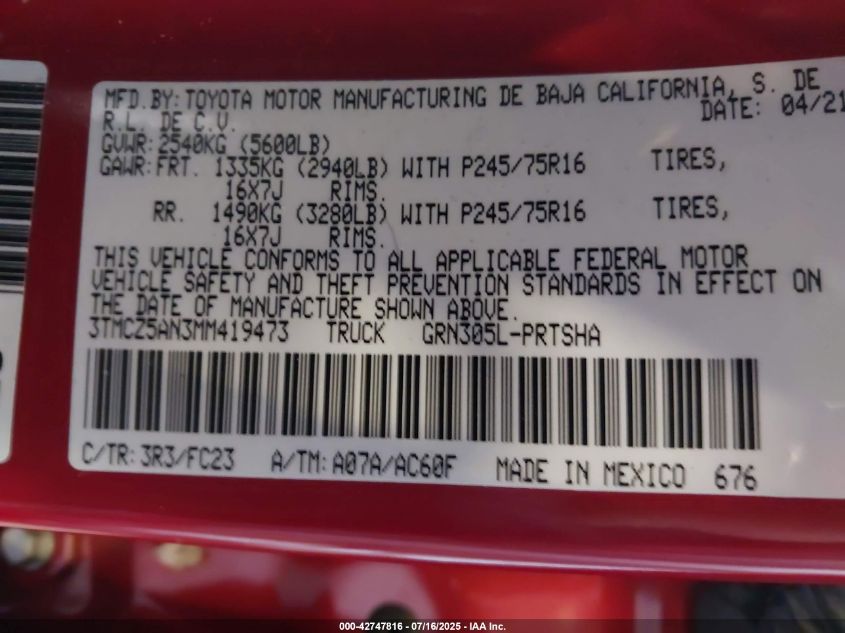 MFD.BY:TOYOTA MOTOR MANUFACTURING DE BAJA CALIFORNIA, S. DE
R.L. DE C.V. DATE: 04/21
GVWR:2540KG (5600LB)
GAWR:FRT. 1335KG (2940LB) WITH P245/75R16 TIRES,
16X7J RIMS.
RR. 1490KG (3280LB) WITH P245/75R16 TIRES,
16X7J RIMS.
THIS VEHICLE CONFORMS TO ALL APPLICABLE FEDERAL MOTOR
VEHICLE SAFETY AND THEFT PREVENTION STANDARDS IN EFFECT ON
THE DATE OF MANUFACTURE SHOWN ABOVE.
3TMCZ5AN3MM419473 TRUCK GRN305L-PRTSHA
C/TR:3R3/FC23 A/TM:A07A/AC60F MADE IN MEXICO 676
000-42747816 - 07/16/2025 - IAA Inc.